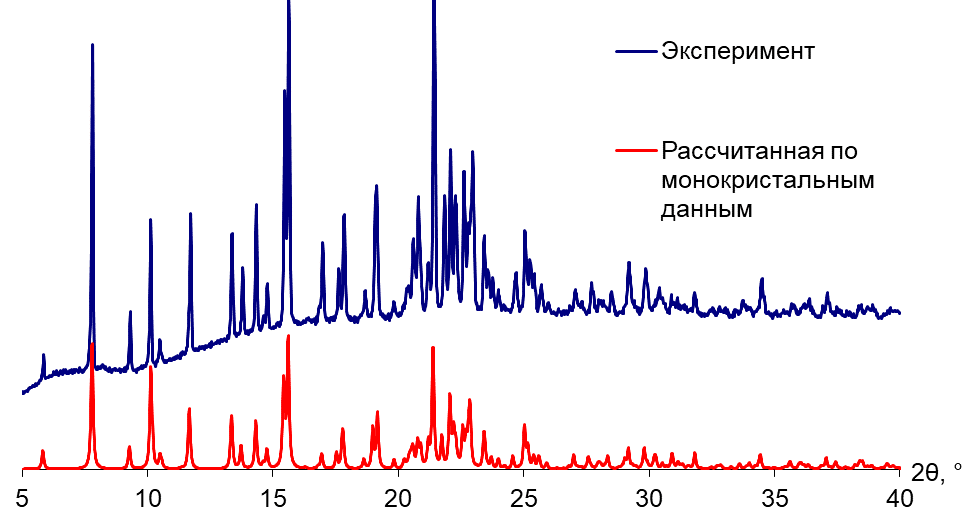 Эксперимент
Рассчитанная по
монокристальным
данным
2θ, °
5 10 15 20 25 30 35 40